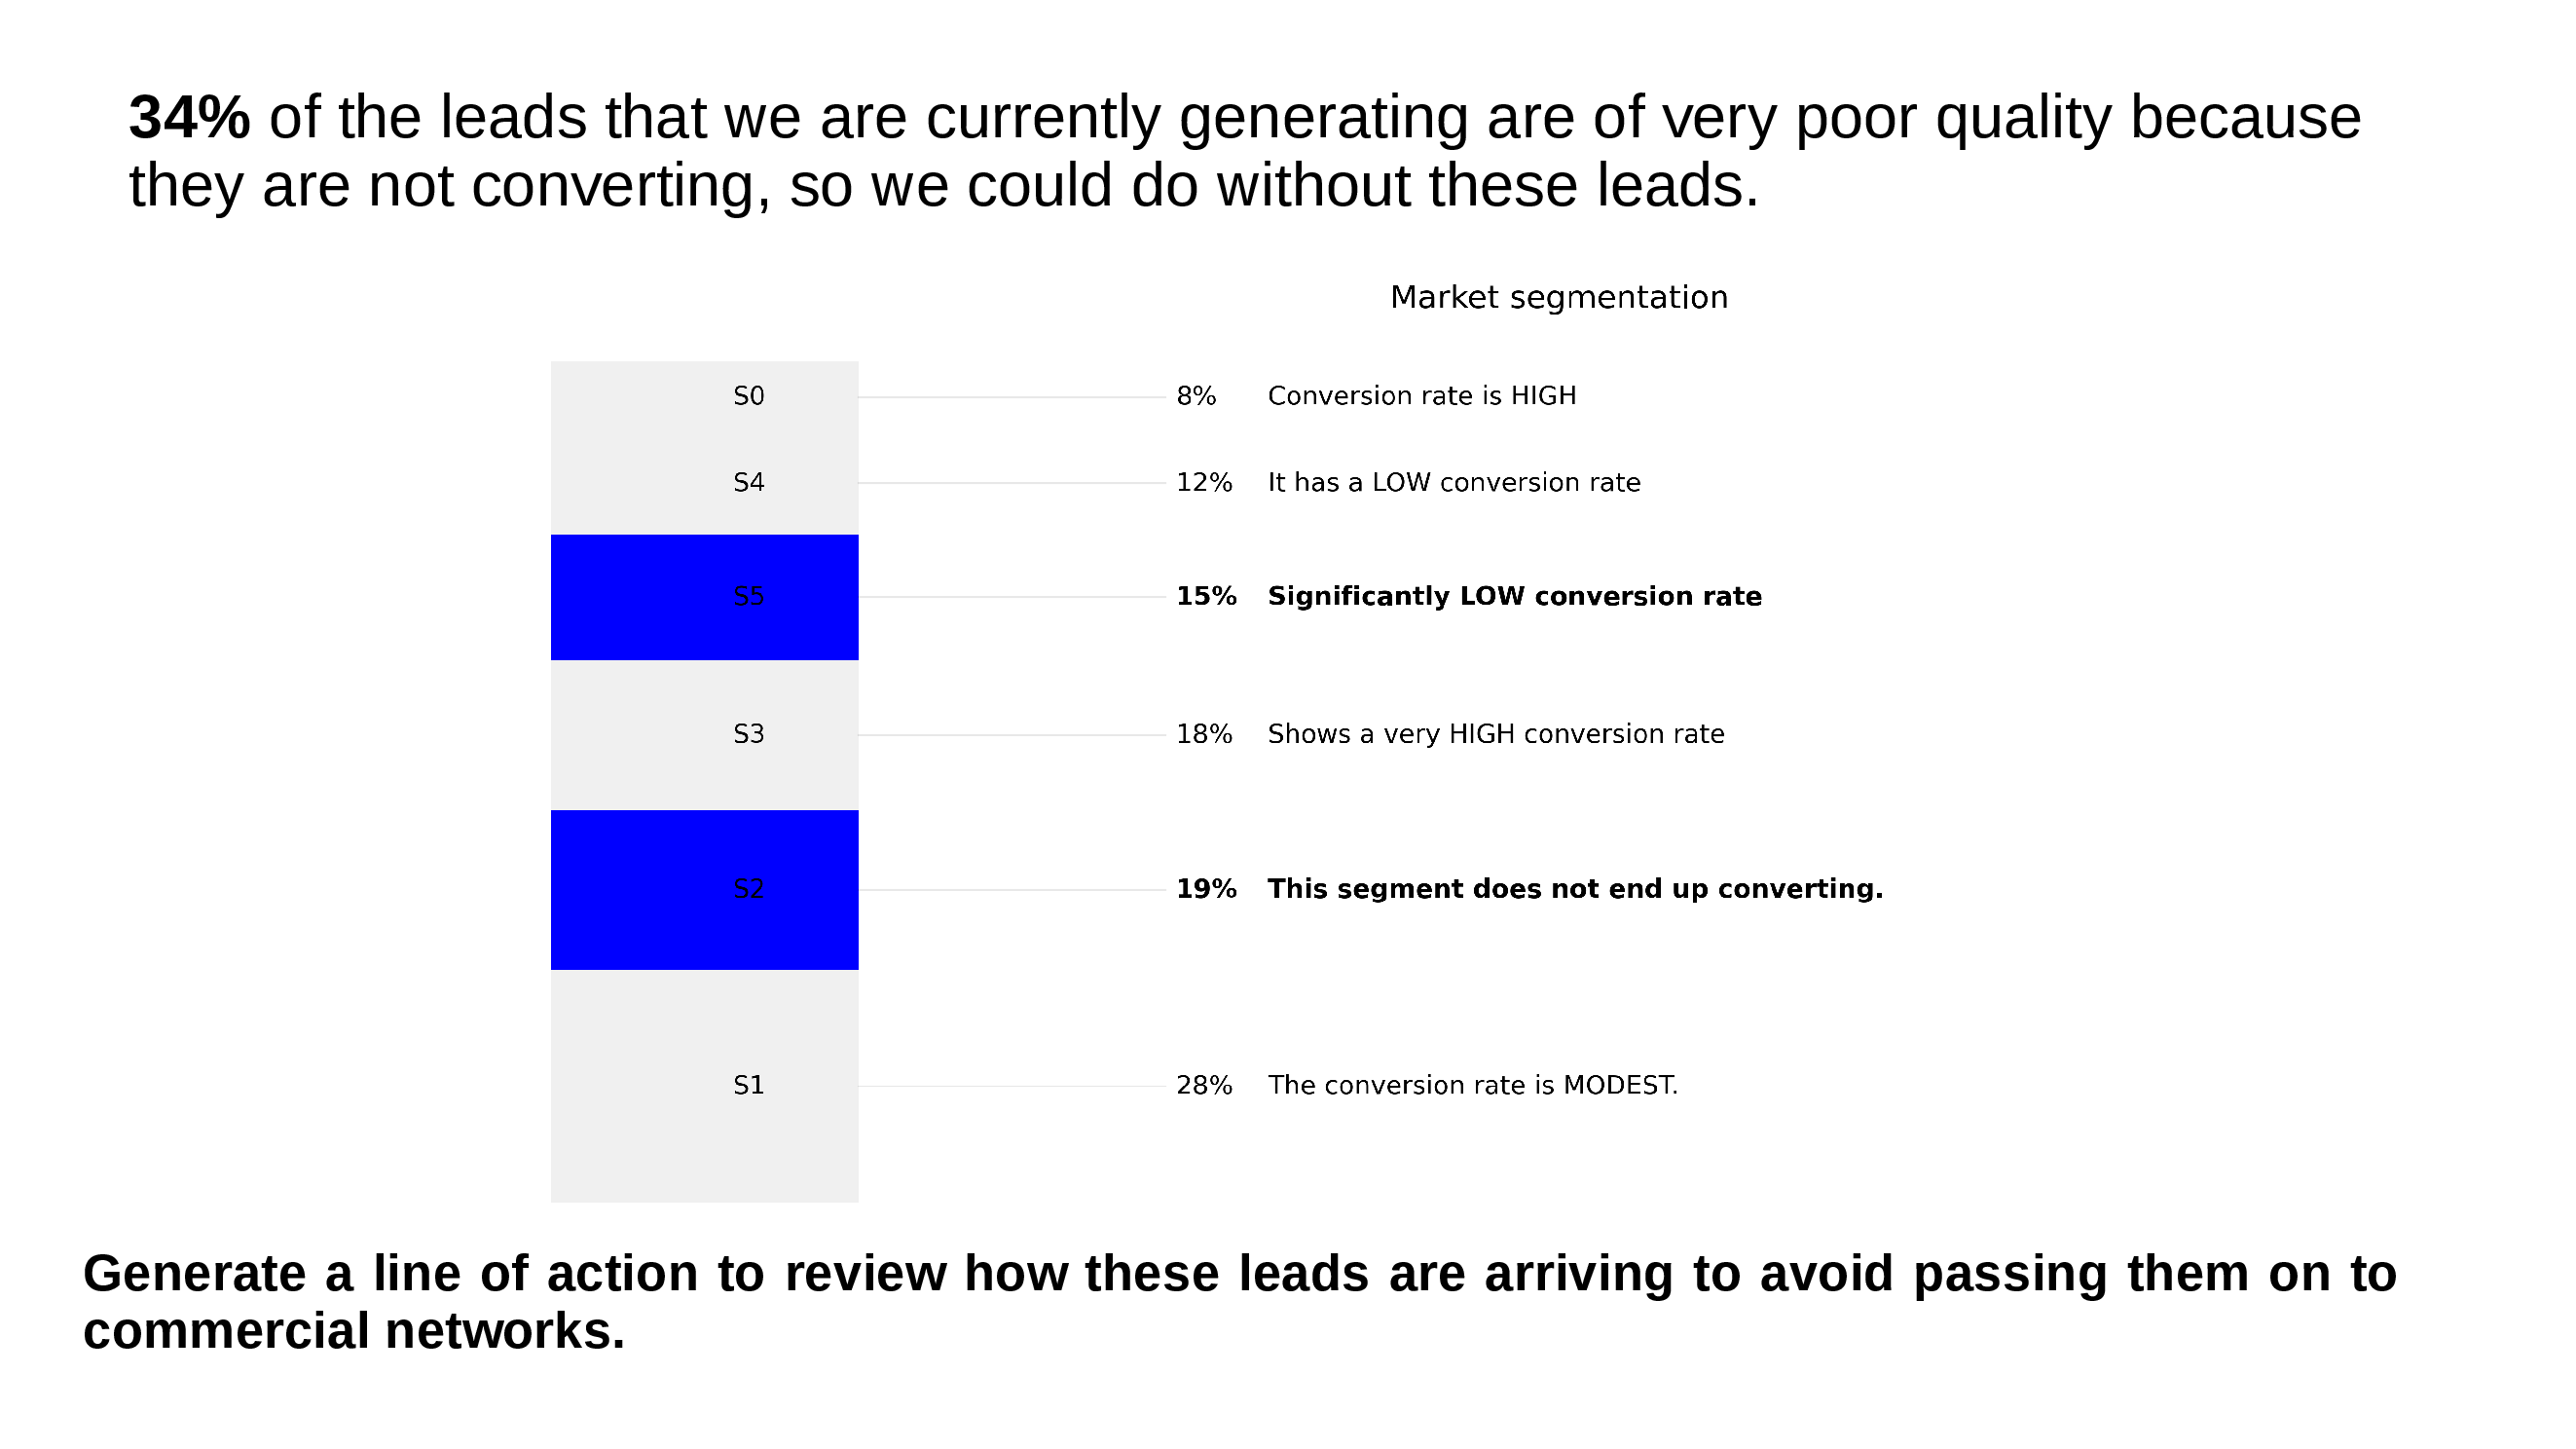 34% of the leads that we are currently generating are of very poor quality because
they are not converting, so we could do without these leads.
Market segmentation
S0 8% Conversion rate is HIGH
S4 12% It has a LOW conversion rate
S5 15% Significantly LOW conversion rate
S3 18% Shows a very HIGH conversion rate
S2 19% This segment does not end up converting.
S1 28% The conversion rate is MODEST.
Generate a line of action to review how these leads are arriving to avoid passing them on to
commercial networks.